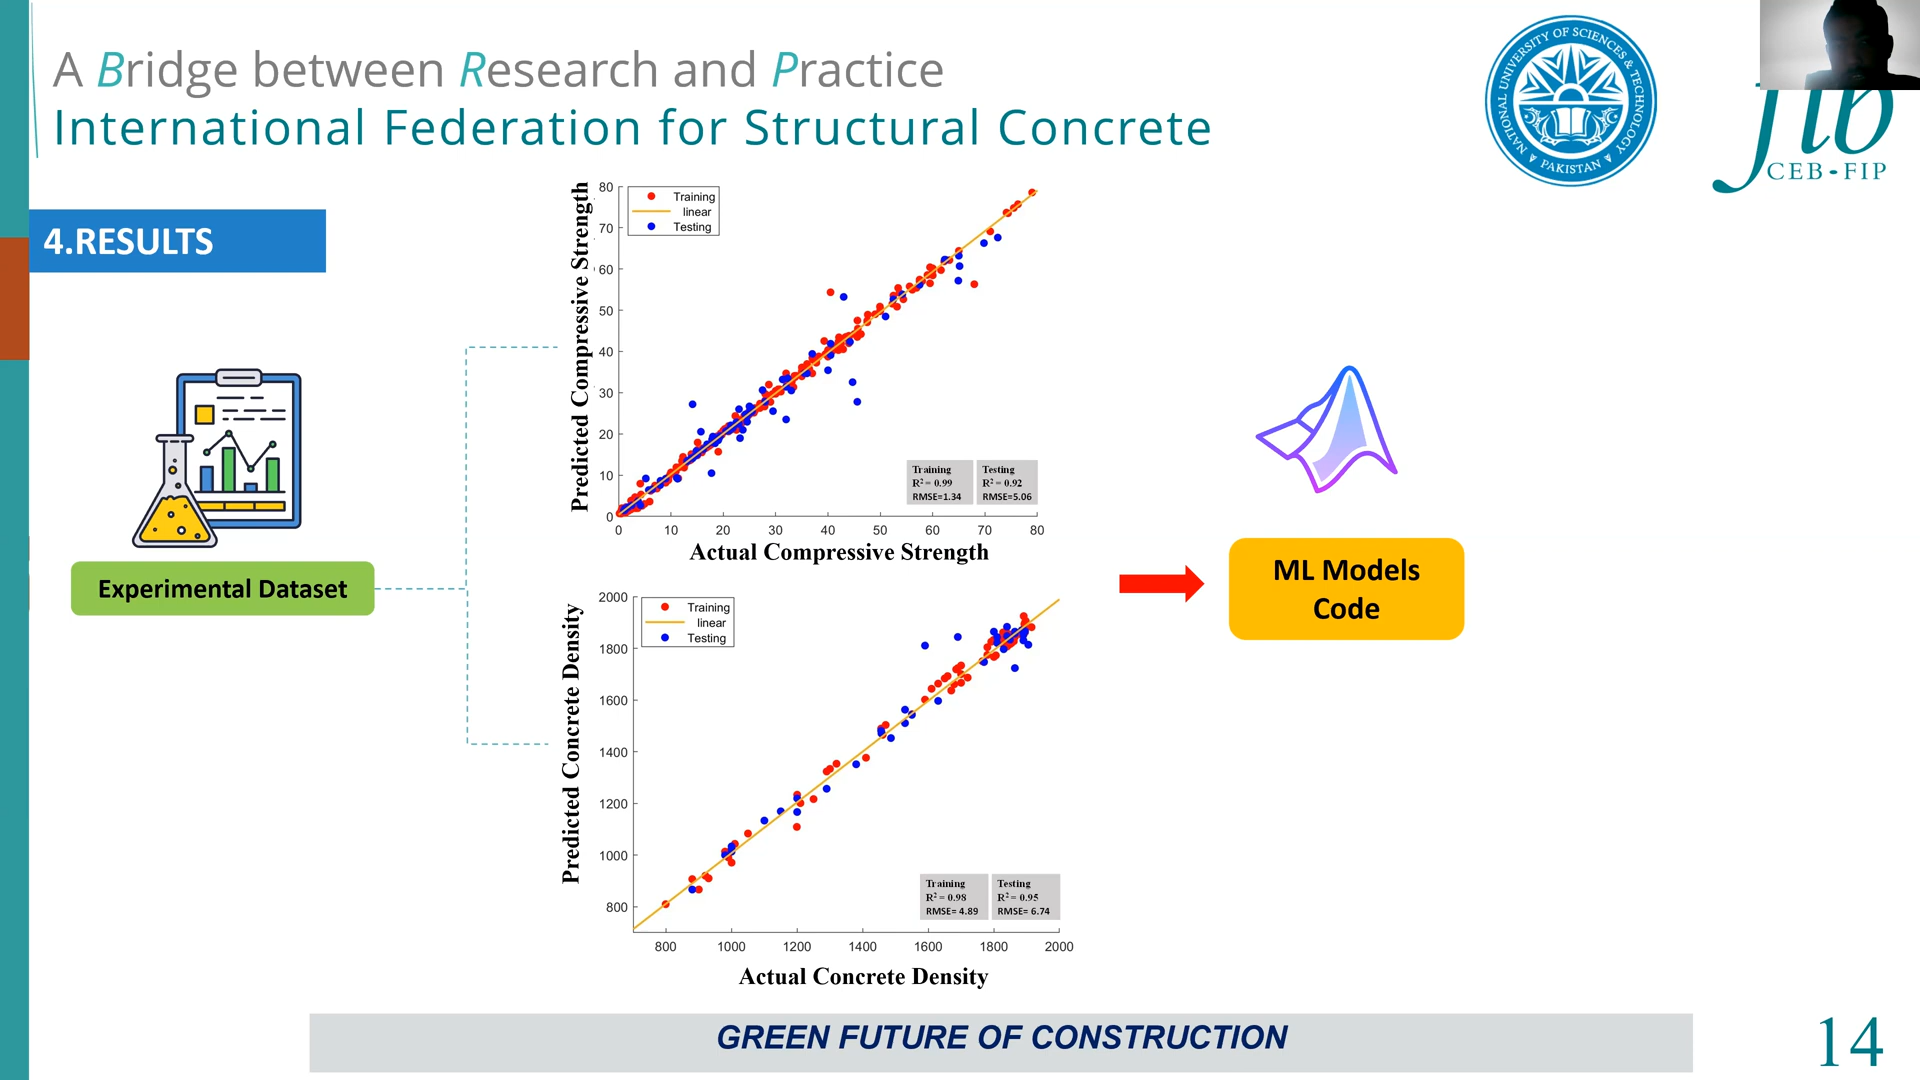 A Bridge between Research and Practice
International Federation for Structural Concrete
NATIONAL UNIVERSITY OF SCIENCES & TECHNOLOGY
PAKISTAN
fib
CEB•FIP
4.RESULTS
Experimental Dataset
Predicted Compressive Strength
80
70
60
50
40
30
20
10
0
Training
linear
Testing
Training
R² = 0.99
RMSE=1.34
Testing
R² = 0.92
RMSE=5.06
0 10 20 30 40 50 60 70 80
Actual Compressive Strength
Predicted Concrete Density
2000
1800
1600
1400
1200
1000
800
Training
linear
Testing
Training
R² = 0.98
RMSE= 4.89
Testing
R² = 0.95
RMSE= 6.74
800 1000 1200 1400 1600 1800 2000
Actual Concrete Density
ML Models
Code
GREEN FUTURE OF CONSTRUCTION
14